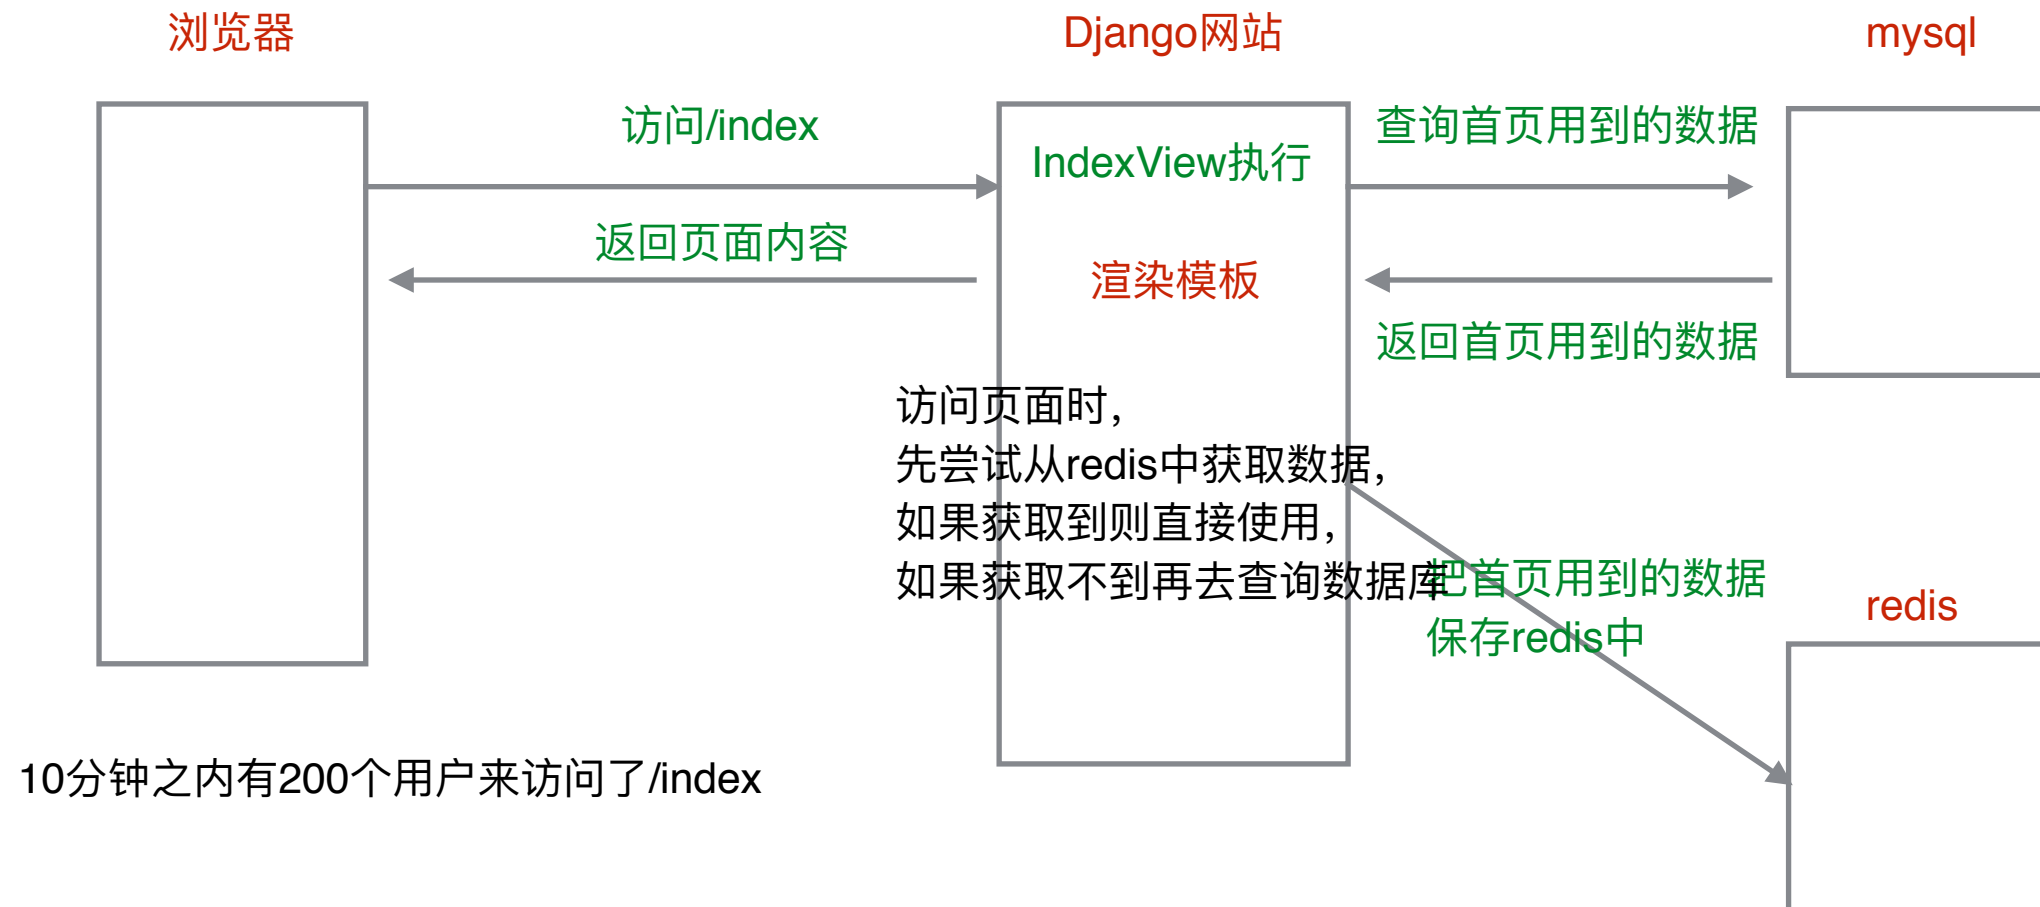 浏览器
Django网站
mysql
访问/index
IndexView执行
查询首页用到的数据
返回页面内容
渲染模板
返回首页用到的数据
访问页面时，
先尝试从redis中获取数据，
如果获取到则直接使用，
如果获取不到再去查询数据库
把首页用到的数据
保存redis中
redis
10分钟之内有200个用户来访问了/index